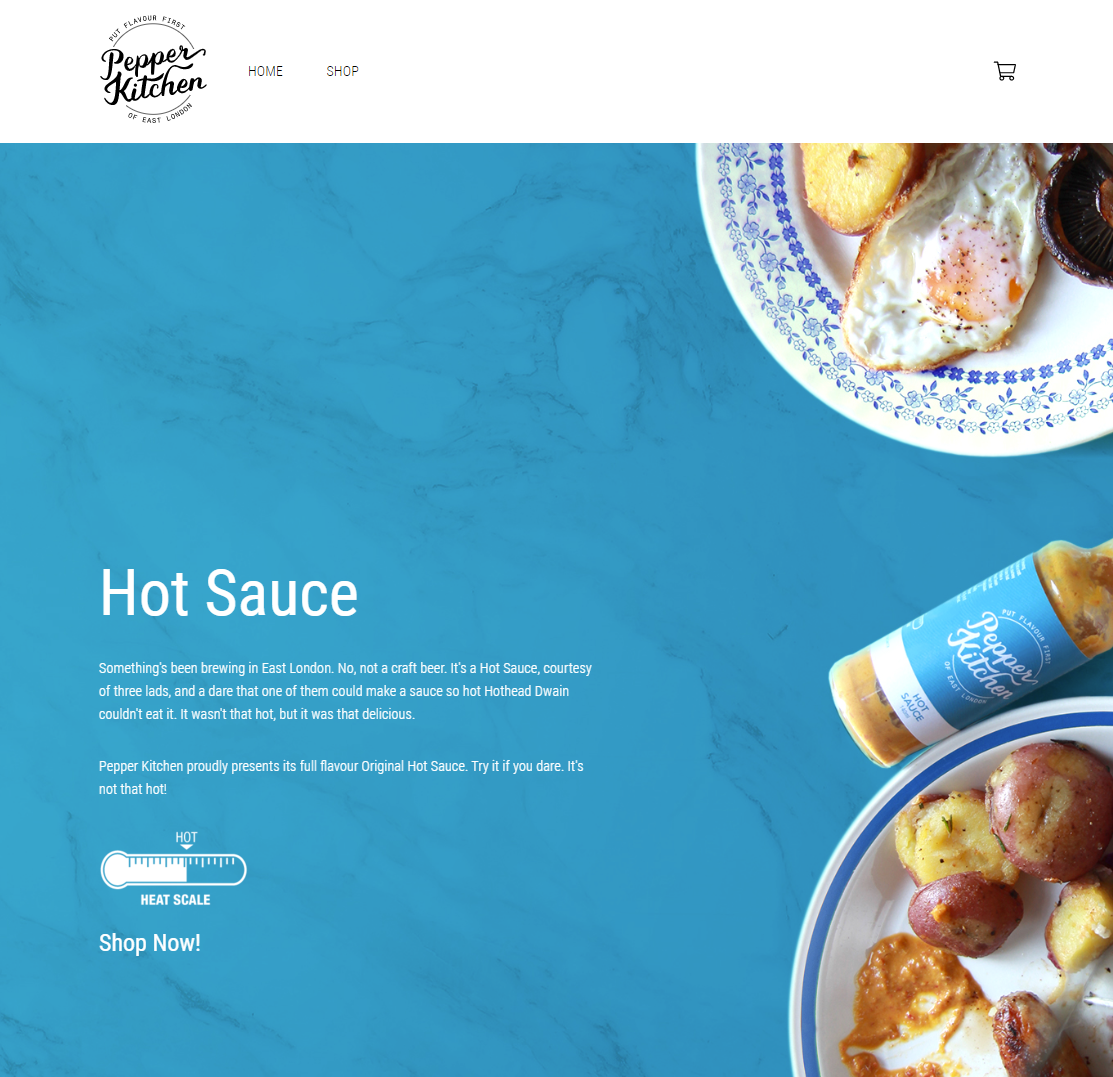 PUT FLAVOUR FIRST
Pepper
Kitchen
OF EAST LONDON
HOME
SHOP
Hot Sauce
Something's been brewing in East London. No, not a craft beer. It's a Hot Sauce, courtesy
of three lads, and a dare that one of them could make a sauce so hot Hothead Dwain
couldn't eat it. It wasn't that hot, but it was that delicious.
Pepper Kitchen proudly presents its full flavour Original Hot Sauce. Try it if you dare. It's
not that hot!
HOT
HEAT SCALE
Shop Now!
PUT FLAVOUR FIRST
Pepper
Kitchen
OF EAST LONDON
HOT
SAUCE